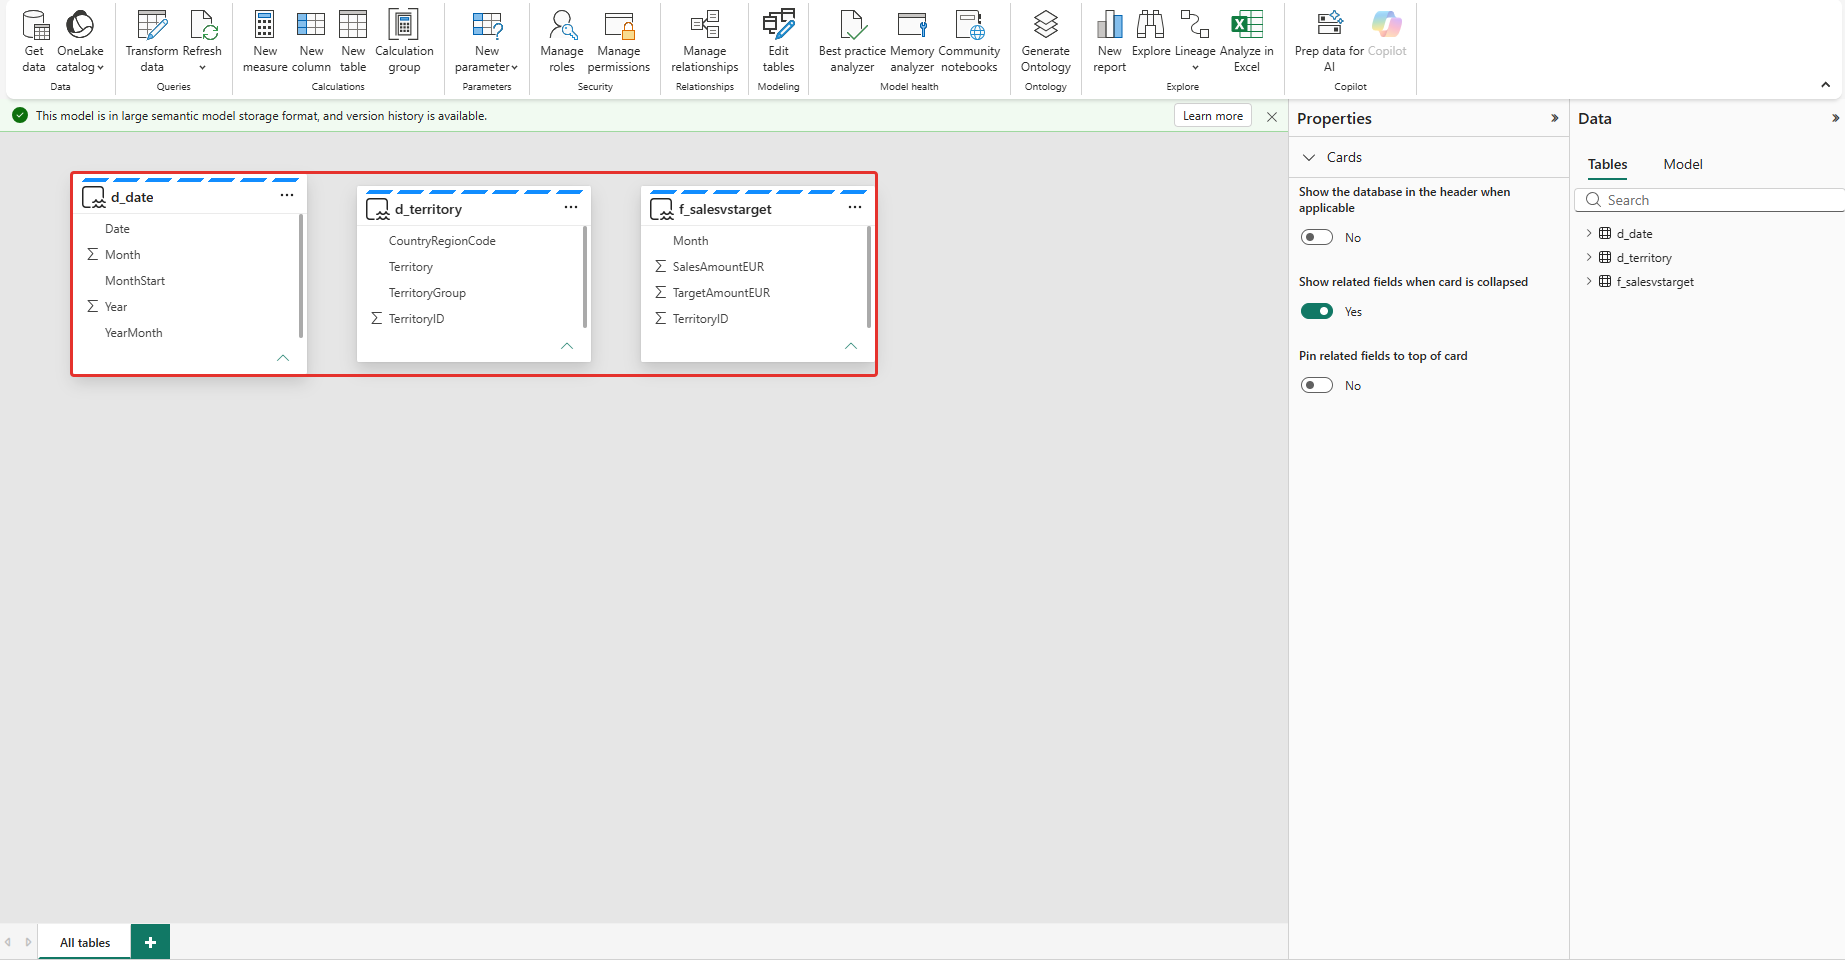 Get data
OneLake catalog
Data
Transform data
Refresh
Queries
New measure
New column
New table
Calculation group
Calculations
New parameter
Parameters
Manage roles
Manage permissions
Security
Manage relationships
Relationships
Edit tables
Modeling
Best practice analyzer
Memory analyzer
Community notebooks
Model health
Generate Ontology
Ontology
New report
Explore
Lineage
Analyze in Excel
Explore
Prep data for AI
Copilot
Copilot
This model is in large semantic model storage format, and version history is available.
Learn more
d_date
Date
Month
MonthStart
Year
YearMonth
d_territory
CountryRegionCode
Territory
TerritoryGroup
TerritoryID
f_salesvstarget
Month
SalesAmountEUR
TargetAmountEUR
TerritoryID
All tables
Properties
Cards
Show the database in the header when
applicable
No
Show related fields when card is collapsed
Yes
Pin related fields to top of card
No
Data
Tables
Model
Search
d_date
d_territory
f_salesvstarget